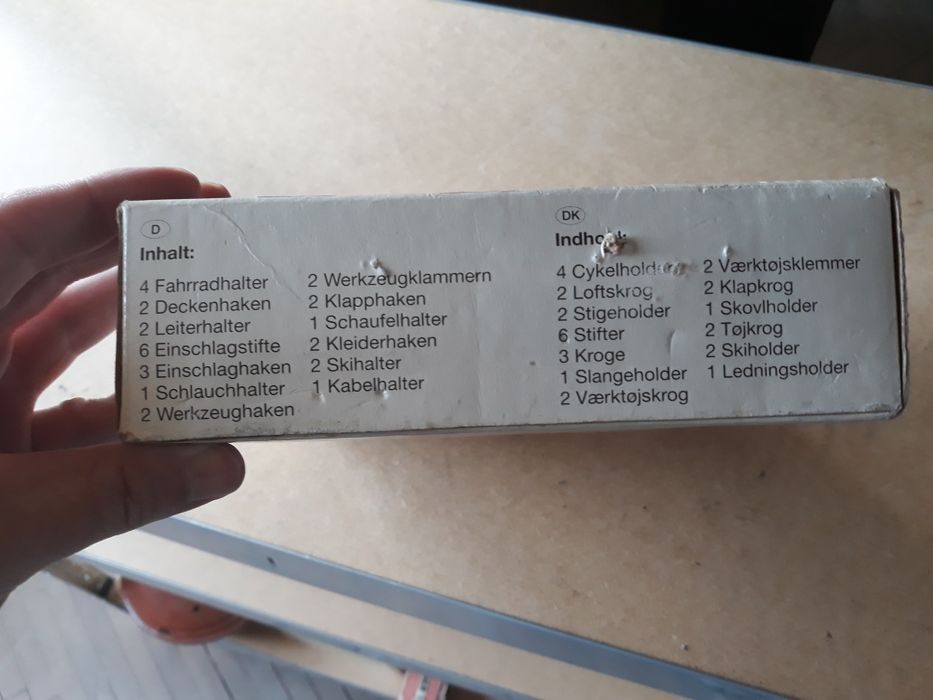 D
Inhalt:
4 Fahrradhalter
2 Deckenhaken
2 Leiterhalter
6 Einschlagstifte
3 Einschlaghaken
1 Schlauchhalter
2 Werkzeughaken
2 Werkzeugklammern
2 Klapphaken
1 Schaufelhalter
2 Kleiderhaken
2 Skihalter
1 Kabelhalter
DK
4 Cykelholder
2 Loftskrog
2 Stigeholder
6 Stifter
3 Kroge
1 Slangeholder
2 Værktøjskrog
2 Værktøjsklemmer
2 Klapkrog
1 Skovlholder
2 Tøjkrog
2 Skiholder
1 Ledningsholder